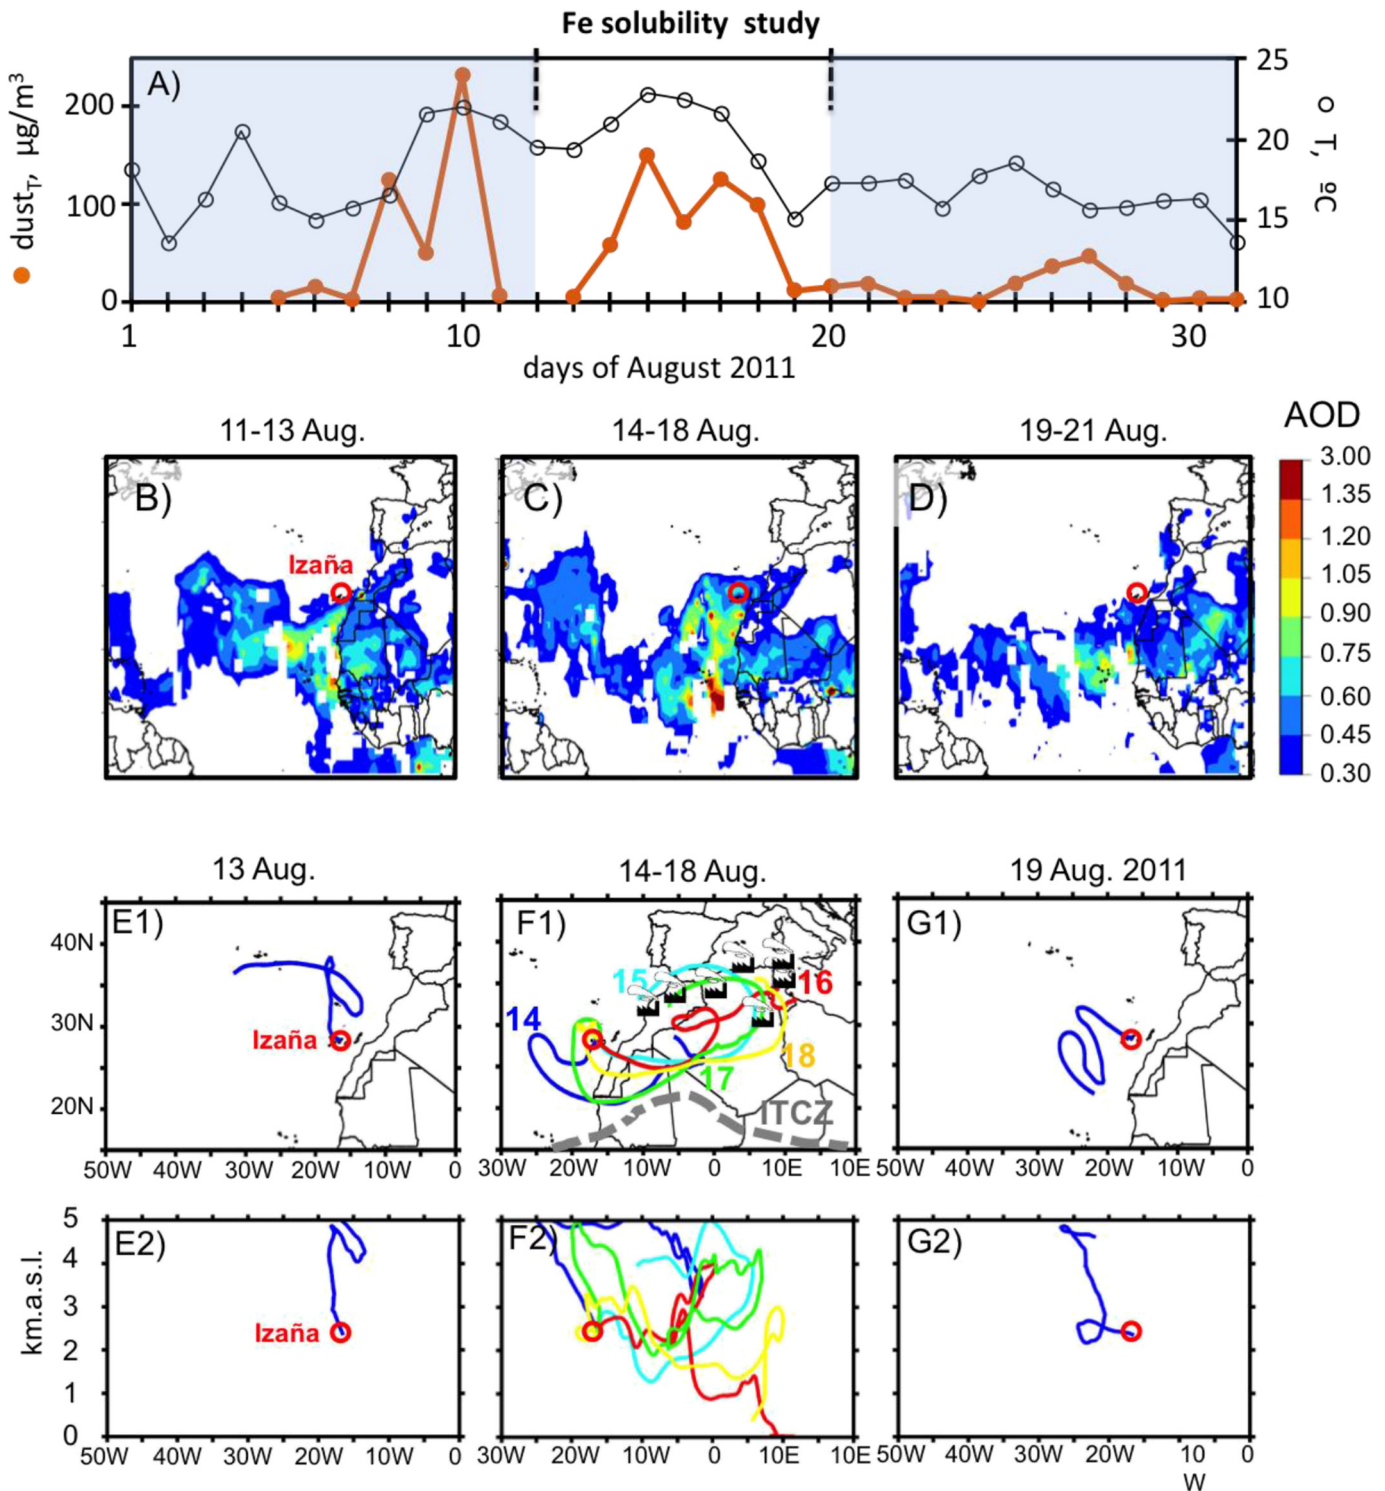 Fe solubility study
A)
dust_T, µg/m³
200
100
0
25
20
15
10
T, ºC
1 10 20 30
days of August 2011
11-13 Aug. 14-18 Aug. 19-21 Aug. AOD
B) C) D)
Izaña
3.00
1.35
1.20
1.05
0.90
0.75
0.60
0.45
0.30
13 Aug. 14-18 Aug. 19 Aug. 2011
E1) F1) G1)
40N
30N
20N
Izaña
15
16
14
18
17
ITCZ
50W 40W 30W 20W 10W 0
30W 20W 10W 0 10E 10E
50W 40W 30W 20W 10W 0
E2) F2) G2)
km.a.s.l.
5
4
3
2
1
0
Izaña
50W 40W 30W 20W 10W 0
30W 20W 10W 0 10E 10E
50W 40W 30W 20W 10 0
W